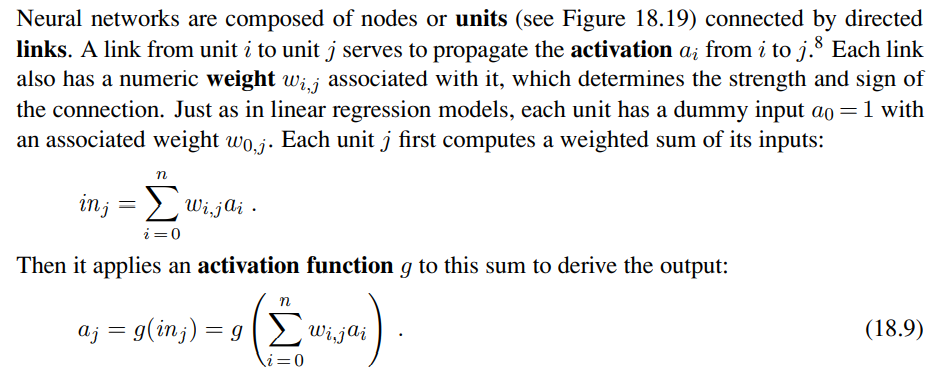 Neural networks are composed of nodes or units (see Figure 18.19) connected by directed
links. A link from unit i to unit j serves to propagate the activation a_i from i to j.^8 Each link
also has a numeric weight w_{i,j} associated with it, which determines the strength and sign of
the connection. Just as in linear regression models, each unit has a dummy input a_0 = 1 with
an associated weight w_{0,j}. Each unit j first computes a weighted sum of its inputs:
in_j = \sum_{i=0}^{n} w_{i,j} a_i .
Then it applies an activation function g to this sum to derive the output:
a_j = g(in_j) = g \left( \sum_{i=0}^{n} w_{i,j} a_i \right) . (18.9)